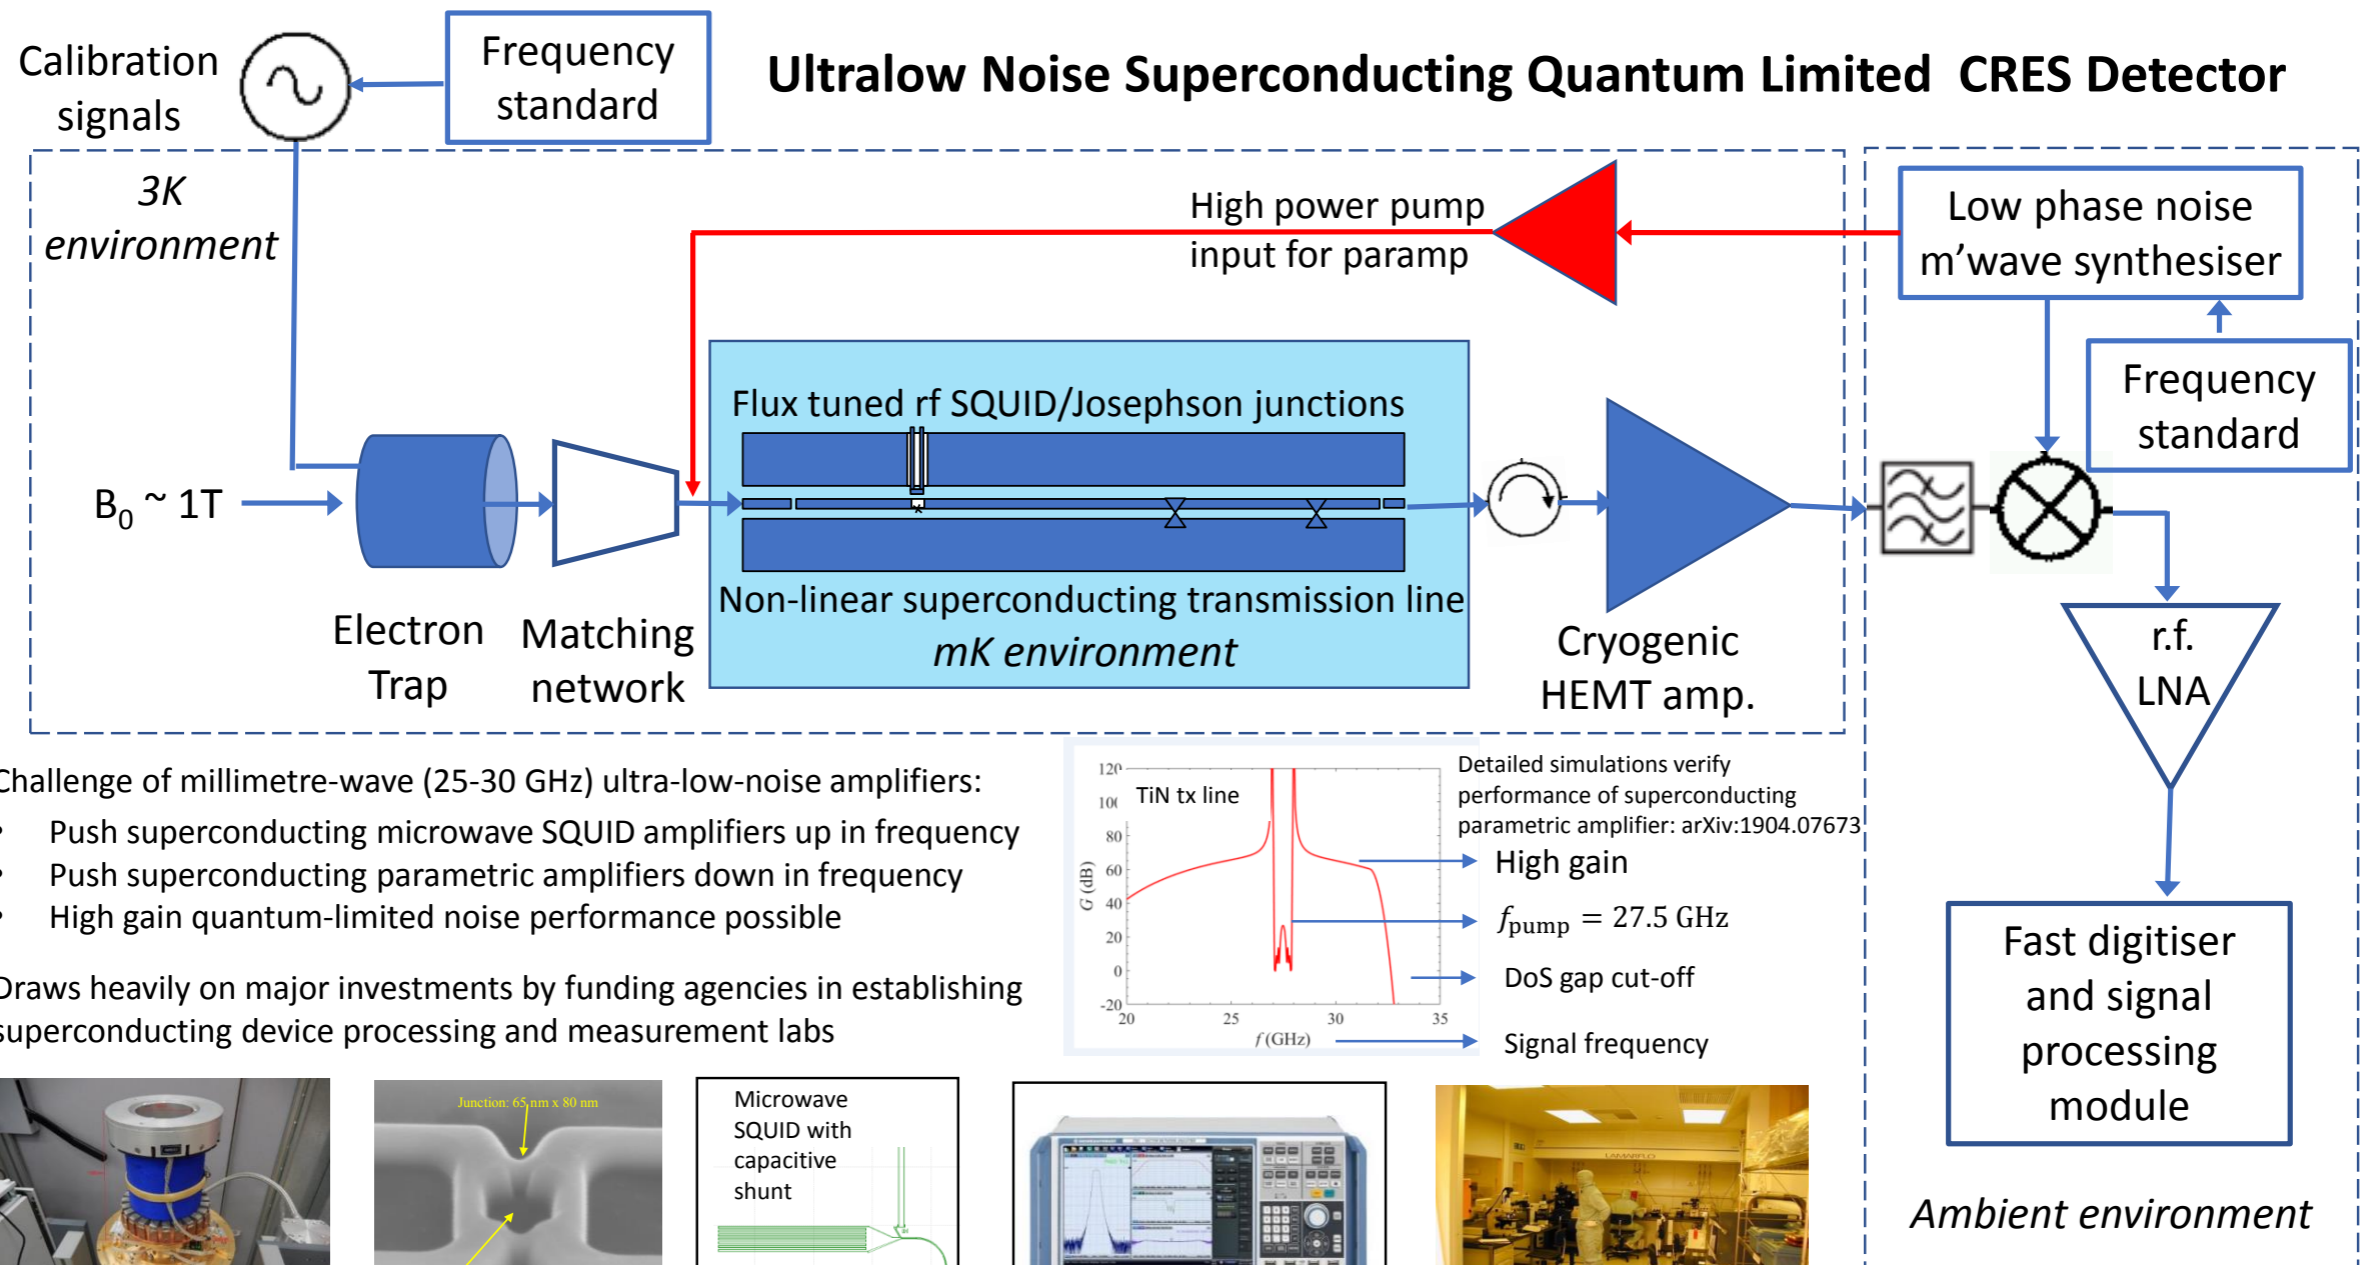 Calibration
signals
Frequency
standard
Ultralow Noise Superconducting Quantum Limited CRES Detector
3K
environment
High power pump
input for paramp
Low phase noise
m'wave synthesiser
Frequency
standard
B₀ ~ 1T
Flux tuned rf SQUID/Josephson junctions
Non-linear superconducting transmission line
mK environment
Electron
Trap
Matching
network
Cryogenic
HEMT amp.
r.f.
LNA
Fast digitiser
and signal
processing
module
Ambient environment
Challenge of millimetre-wave (25-30 GHz) ultra-low-noise amplifiers:
• Push superconducting microwave SQUID amplifiers up in frequency
• Push superconducting parametric amplifiers down in frequency
• High gain quantum-limited noise performance possible
Draws heavily on major investments by funding agencies in establishing
superconducting device processing and measurement labs
TiN tx line
G (dB)
120
100
80
60
40
20
0
-20
20 25 30 35
f (GHz)
Detailed simulations verify
performance of superconducting
parametric amplifier: arXiv:1904.07673
High gain
f_pump = 27.5 GHz
DoS gap cut-off
Signal frequency
Junction: 65 nm x 80 nm
Microwave
SQUID with
capacitive
shunt